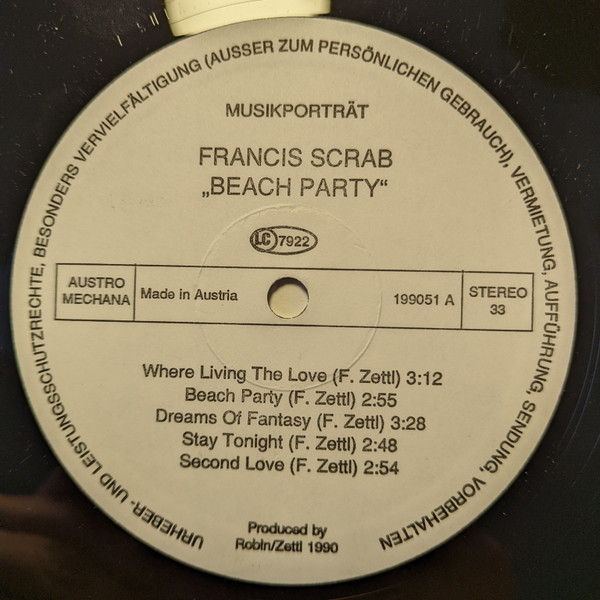 URHEBER- UND LEISTUNGSSCHUTZRECHTE, BESONDERS VERVIELFÄLTIGUNG (AUSSER ZUM PERSÖNLICHEN GEBRAUCH), VERMIETUNG, AUFFÜHRUNG, SENDUNG, VORBEHALTEN
MUSIKPORTRÄT
FRANCIS SCRAB
„BEACH PARTY“
LC 7922
AUSTRO
MECHANA
Made in Austria
199051 A
STEREO
33
Where Living The Love (F. Zettl) 3:12
Beach Party (F. Zettl) 2:55
Dreams Of Fantasy (F. Zettl) 3:28
Stay Tonight (F. Zettl) 2:48
Second Love (F. Zettl) 2:54
Produced by
Robin/Zettl 1990